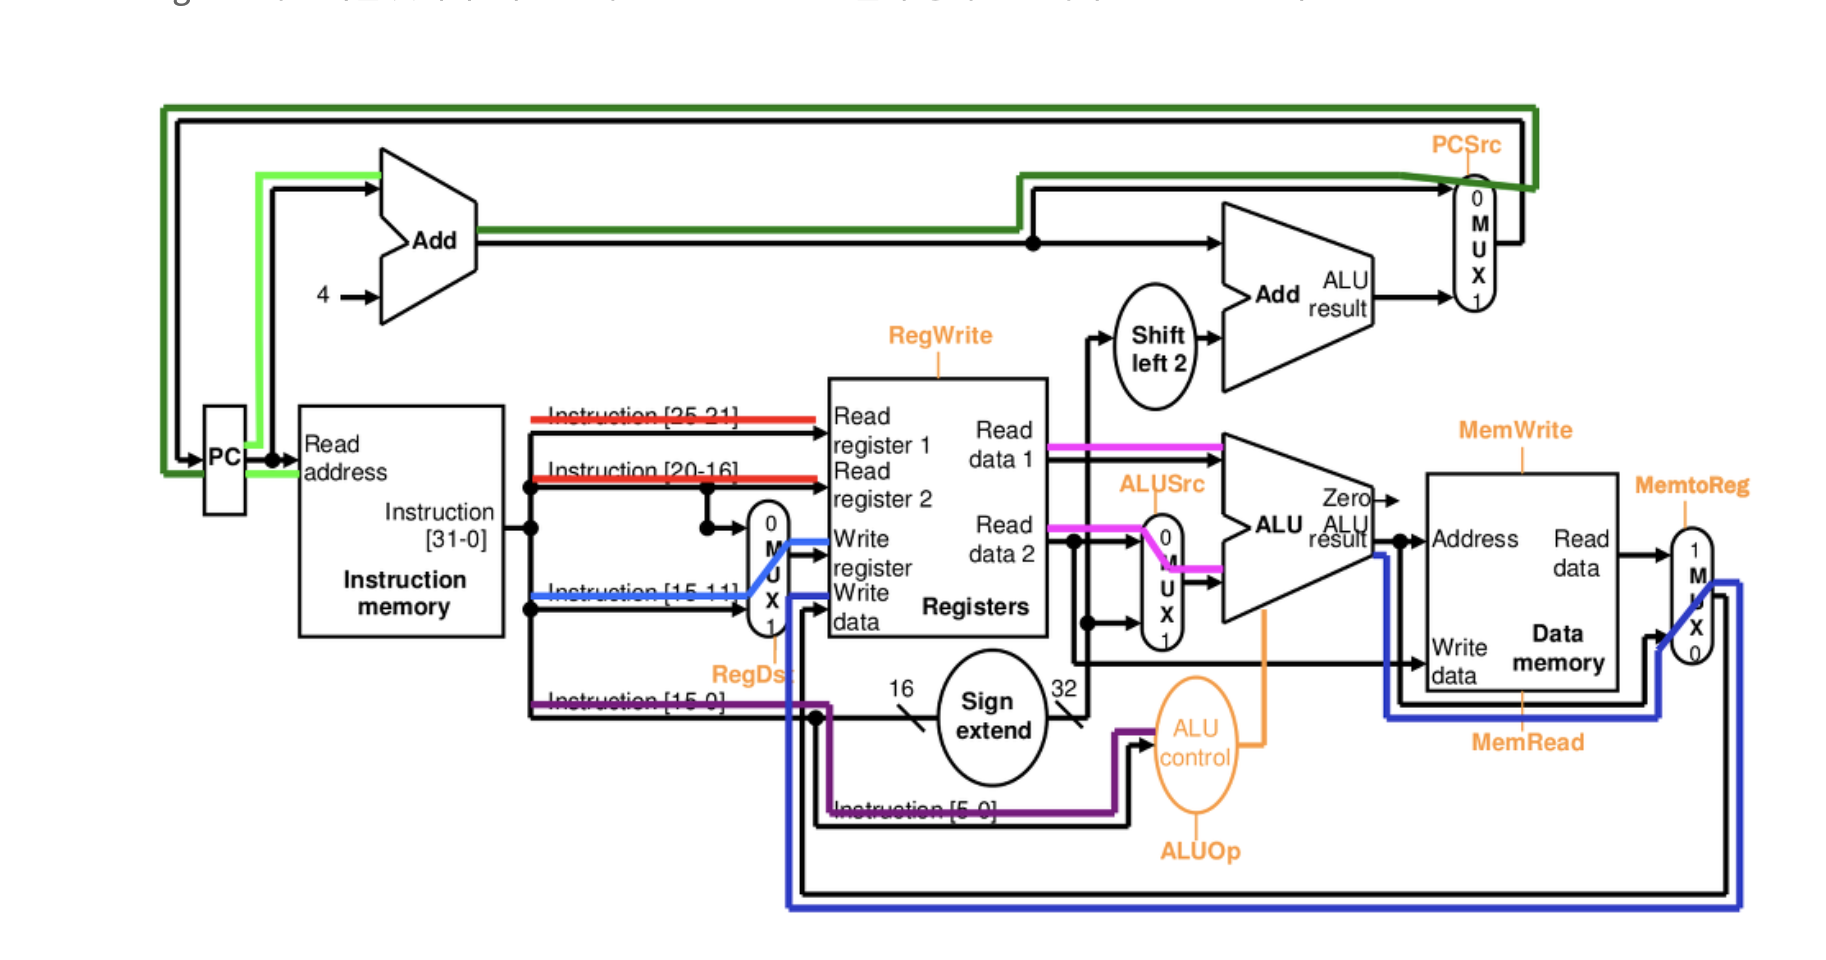 PCSrc
0
M
U
X
1
Add
4
Add
ALU
result
Shift
left 2
RegWrite
PC
Read
address
Instruction
[31-0]
Instruction
memory
Instruction [25-21]
Instruction [20-16]
Instruction [15-11]
Instruction [15-0]
Instruction [5-0]
0
M
U
X
1
RegDst
Read
register 1
Read
register 2
Write
register
Write
data
Read
data 1
Read
data 2
Registers
ALUSrc
0
M
U
X
1
Zero
ALU
ALU
result
MemWrite
Address
Read
data
Write
data
Data
memory
MemRead
MemtoReg
1
M
U
X
0
16
Sign
extend
32
ALU
control
ALUOp